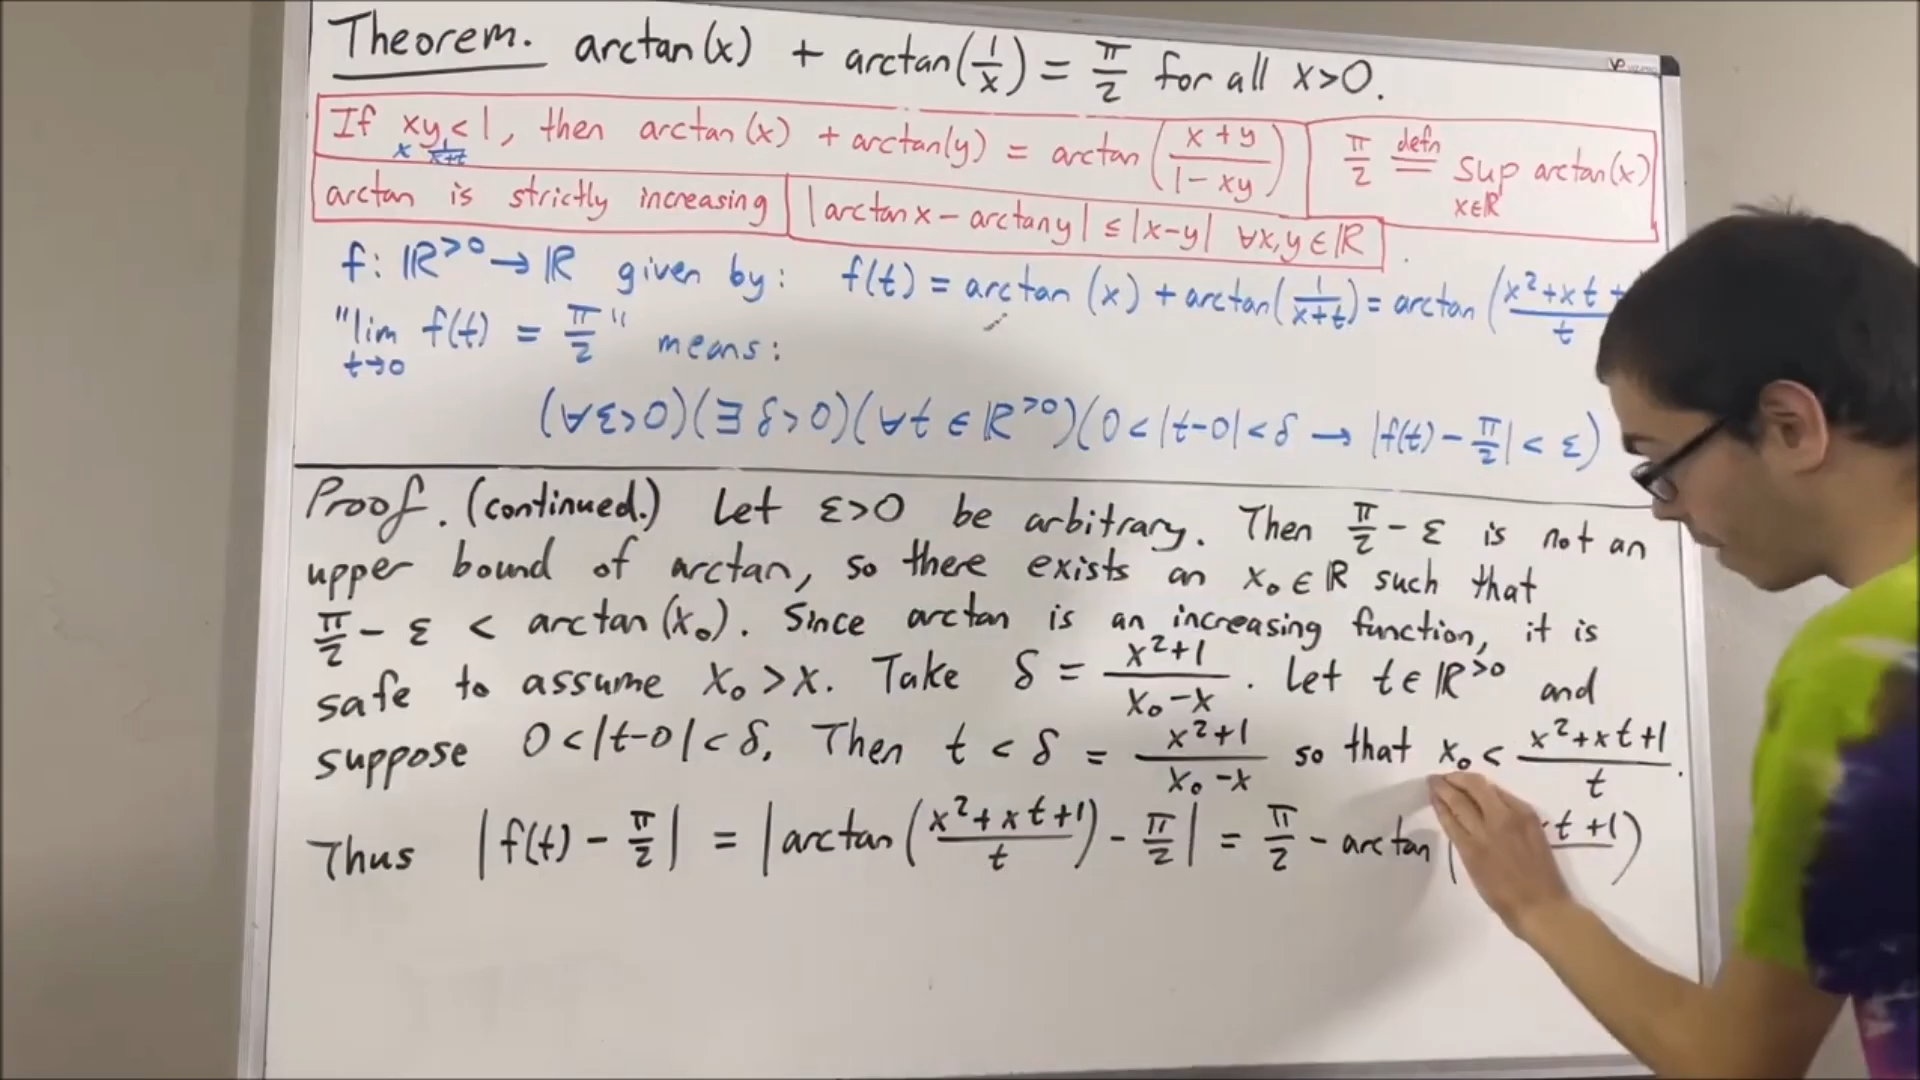 Theorem. arctan(x) + arctan(1/x) = π/2 for all x>0.
If xy<1, then arctan(x) + arctan(y) = arctan((x+y)/(1-xy))
x 1/(x+t)
π/2 defn = sup x∈ℝ arctan(x)
arctan is strictly increasing
|arctan x - arctan y| ≤ |x-y| ∀x,y∈ℝ
f: ℝ^{>0} → ℝ given by: f(t) = arctan(x) + arctan(1/(x+t)) = arctan((x²+xt+ /t
"lim t→0 f(t) = π/2" means:
(∀ε>0)(∃δ>0)(∀t∈ℝ^{>0})(0<|t-0|<δ → |f(t)-π/2|<ε)
Proof. (continued.) Let ε>0 be arbitrary. Then π/2-ε is not an
upper bound of arctan, so there exists an x₀∈ℝ such that
π/2-ε < arctan(x₀). Since arctan is an increasing function, it is
safe to assume x₀>x. Take δ = (x²+1)/(x₀-x). Let t∈ℝ^{>0} and
suppose 0<|t-0|<δ. Then t<δ = (x²+1)/(x₀-x) so that x₀ < (x²+xt+1)/t.
Thus |f(t)-π/2| = |arctan((x²+xt+1)/t) - π/2| = π/2 - arctan( t+1)